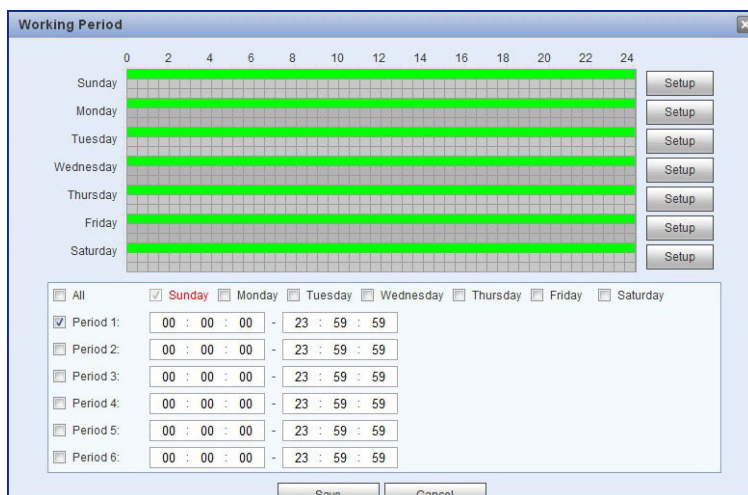 Working Period
0 2 4 6 8 10 12 14 16 18 20 22 24
Sunday Setup
Monday Setup
Tuesday Setup
Wednesday Setup
Thursday Setup
Friday Setup
Saturday Setup
All Sunday Monday Tuesday Wednesday Thursday Friday Saturday
Period 1: 00 : 00 : 00 - 23 : 59 : 59
Period 2: 00 : 00 : 00 - 23 : 59 : 59
Period 3: 00 : 00 : 00 - 23 : 59 : 59
Period 4: 00 : 00 : 00 - 23 : 59 : 59
Period 5: 00 : 00 : 00 - 23 : 59 : 59
Period 6: 00 : 00 : 00 - 23 : 59 : 59
Save Cancel